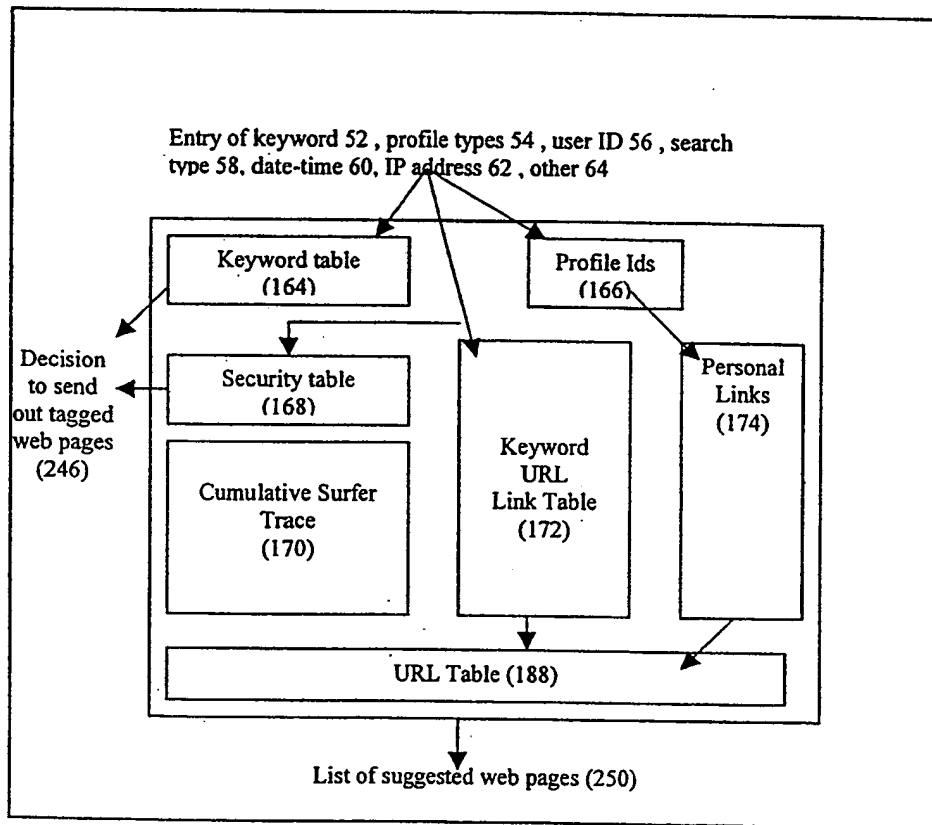 Entry of keyword 52 , profile types 54 , user ID 56 , search
type 58, date-time 60, IP address 62 , other 64
Keyword table
(164)
Profile Ids
(166)
Decision
to send
out tagged
web pages
(246)
Security table
(168)
Personal
Links
(174)
Keyword
URL
Link Table
(172)
Cumulative Surfer
Trace
(170)
URL Table (188)
List of suggested web pages (250)